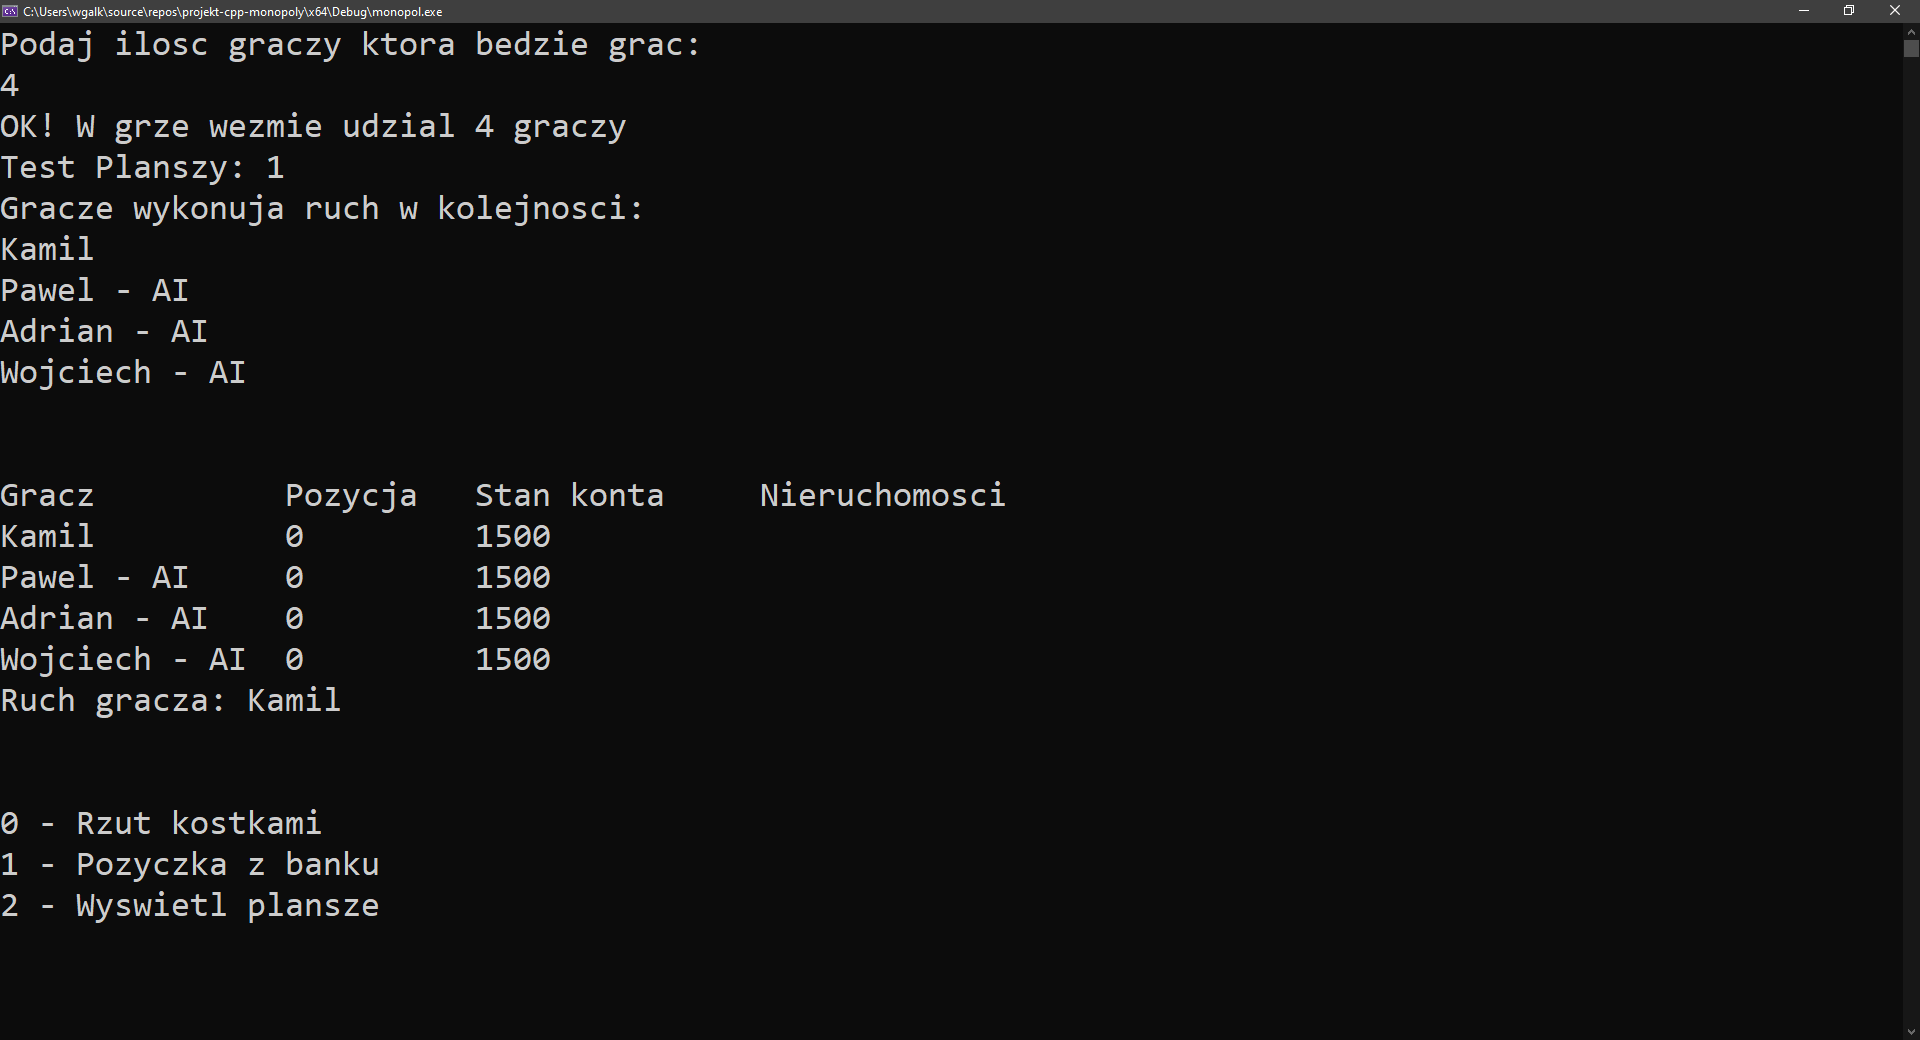 C:\Users\wgalk\source\repos\projekt-cpp-monopoly\x64\Debug\monopol.exe
Podaj ilosc graczy ktora bedzie grac:
4
OK! W grze wezmie udzial 4 graczy
Test Planszy: 1
Gracze wykonuja ruch w kolejnosci:
Kamil
Pawel - AI
Adrian - AI
Wojciech - AI
Gracz Pozycja Stan konta Nieruchomosci
Kamil 0 1500
Pawel - AI 0 1500
Adrian - AI 0 1500
Wojciech - AI 0 1500
Ruch gracza: Kamil
0 - Rzut kostkami
1 - Pozyczka z banku
2 - Wyswietl plansze